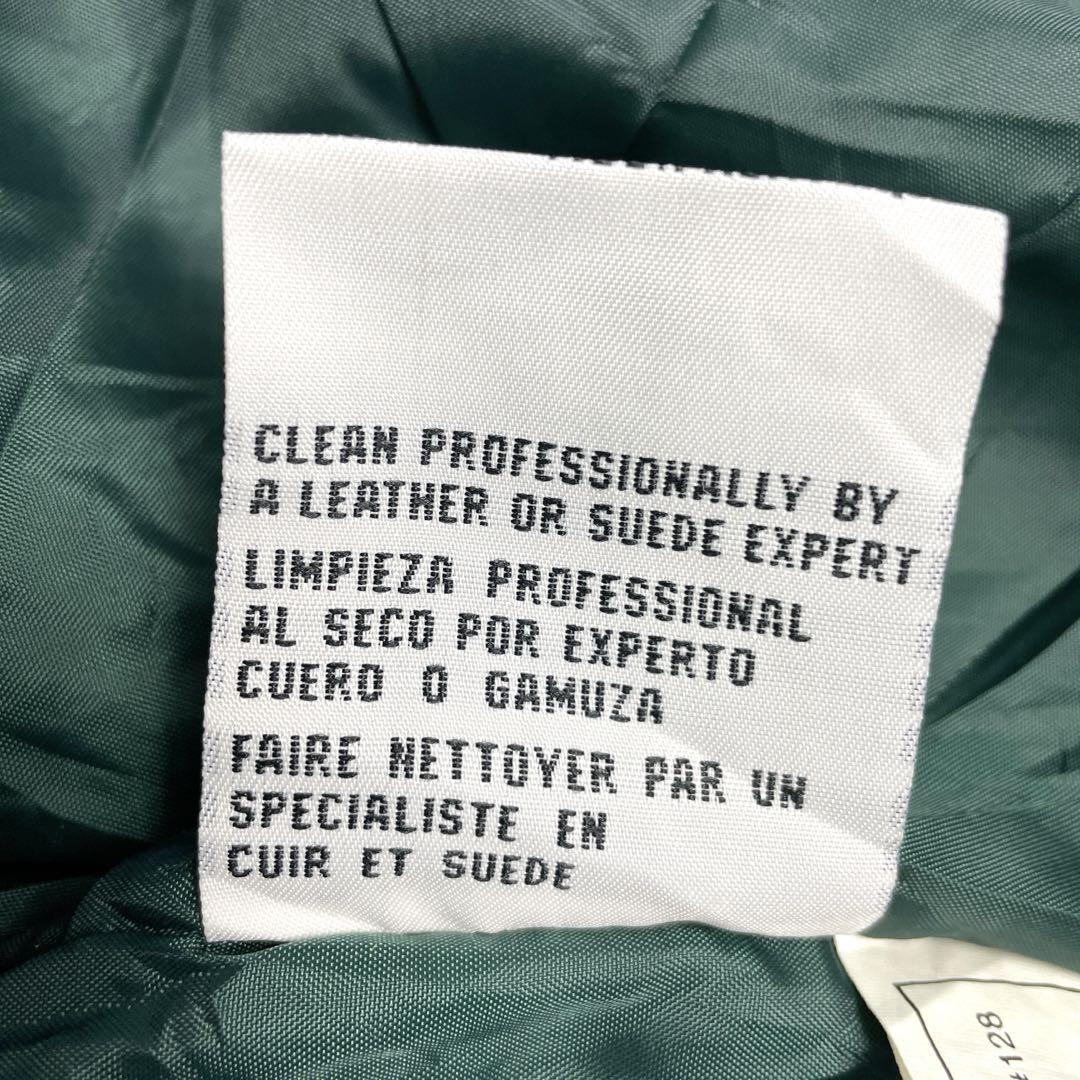 CLEAN PROFESSIONALLY BY
A LEATHER OR SUEDE EXPERT
LIMPIEZA PROFESSIONAL
AL SECO POR EXPERTO
CUERO O GAMUZA
FAIRE NETTOYER PAR UN
SPECIALISTE EN
CUIR ET SUEDE
128